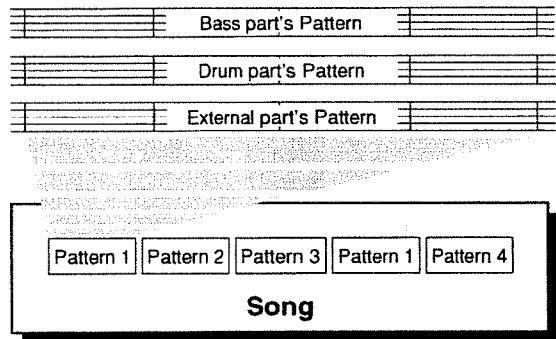 Bass part's Pattern
Drum part's Pattern
External part's Pattern
Pattern 1 Pattern 2 Pattern 3 Pattern 1 Pattern 4
Song